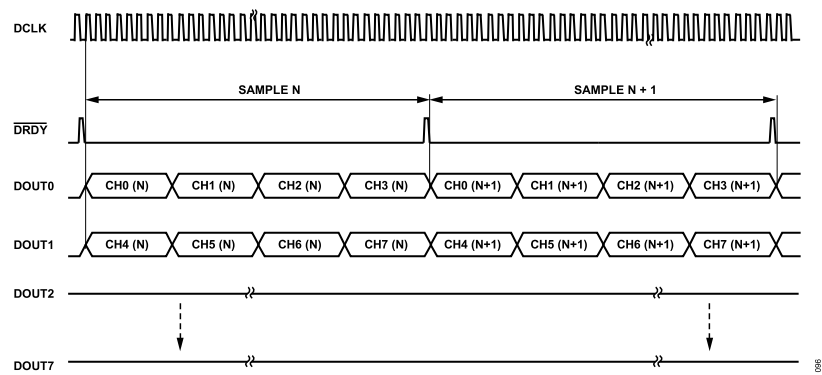 DCLK
SAMPLE N
SAMPLE N + 1
DRDY
DOUT0
CH0 (N)
CH1 (N)
CH2 (N)
CH3 (N)
CH0 (N+1)
CH1 (N+1)
CH2 (N+1)
CH3 (N+1)
DOUT1
CH4 (N)
CH5 (N)
CH6 (N)
CH7 (N)
CH4 (N+1)
CH5 (N+1)
CH6 (N+1)
CH7 (N+1)
DOUT2
DOUT7
096